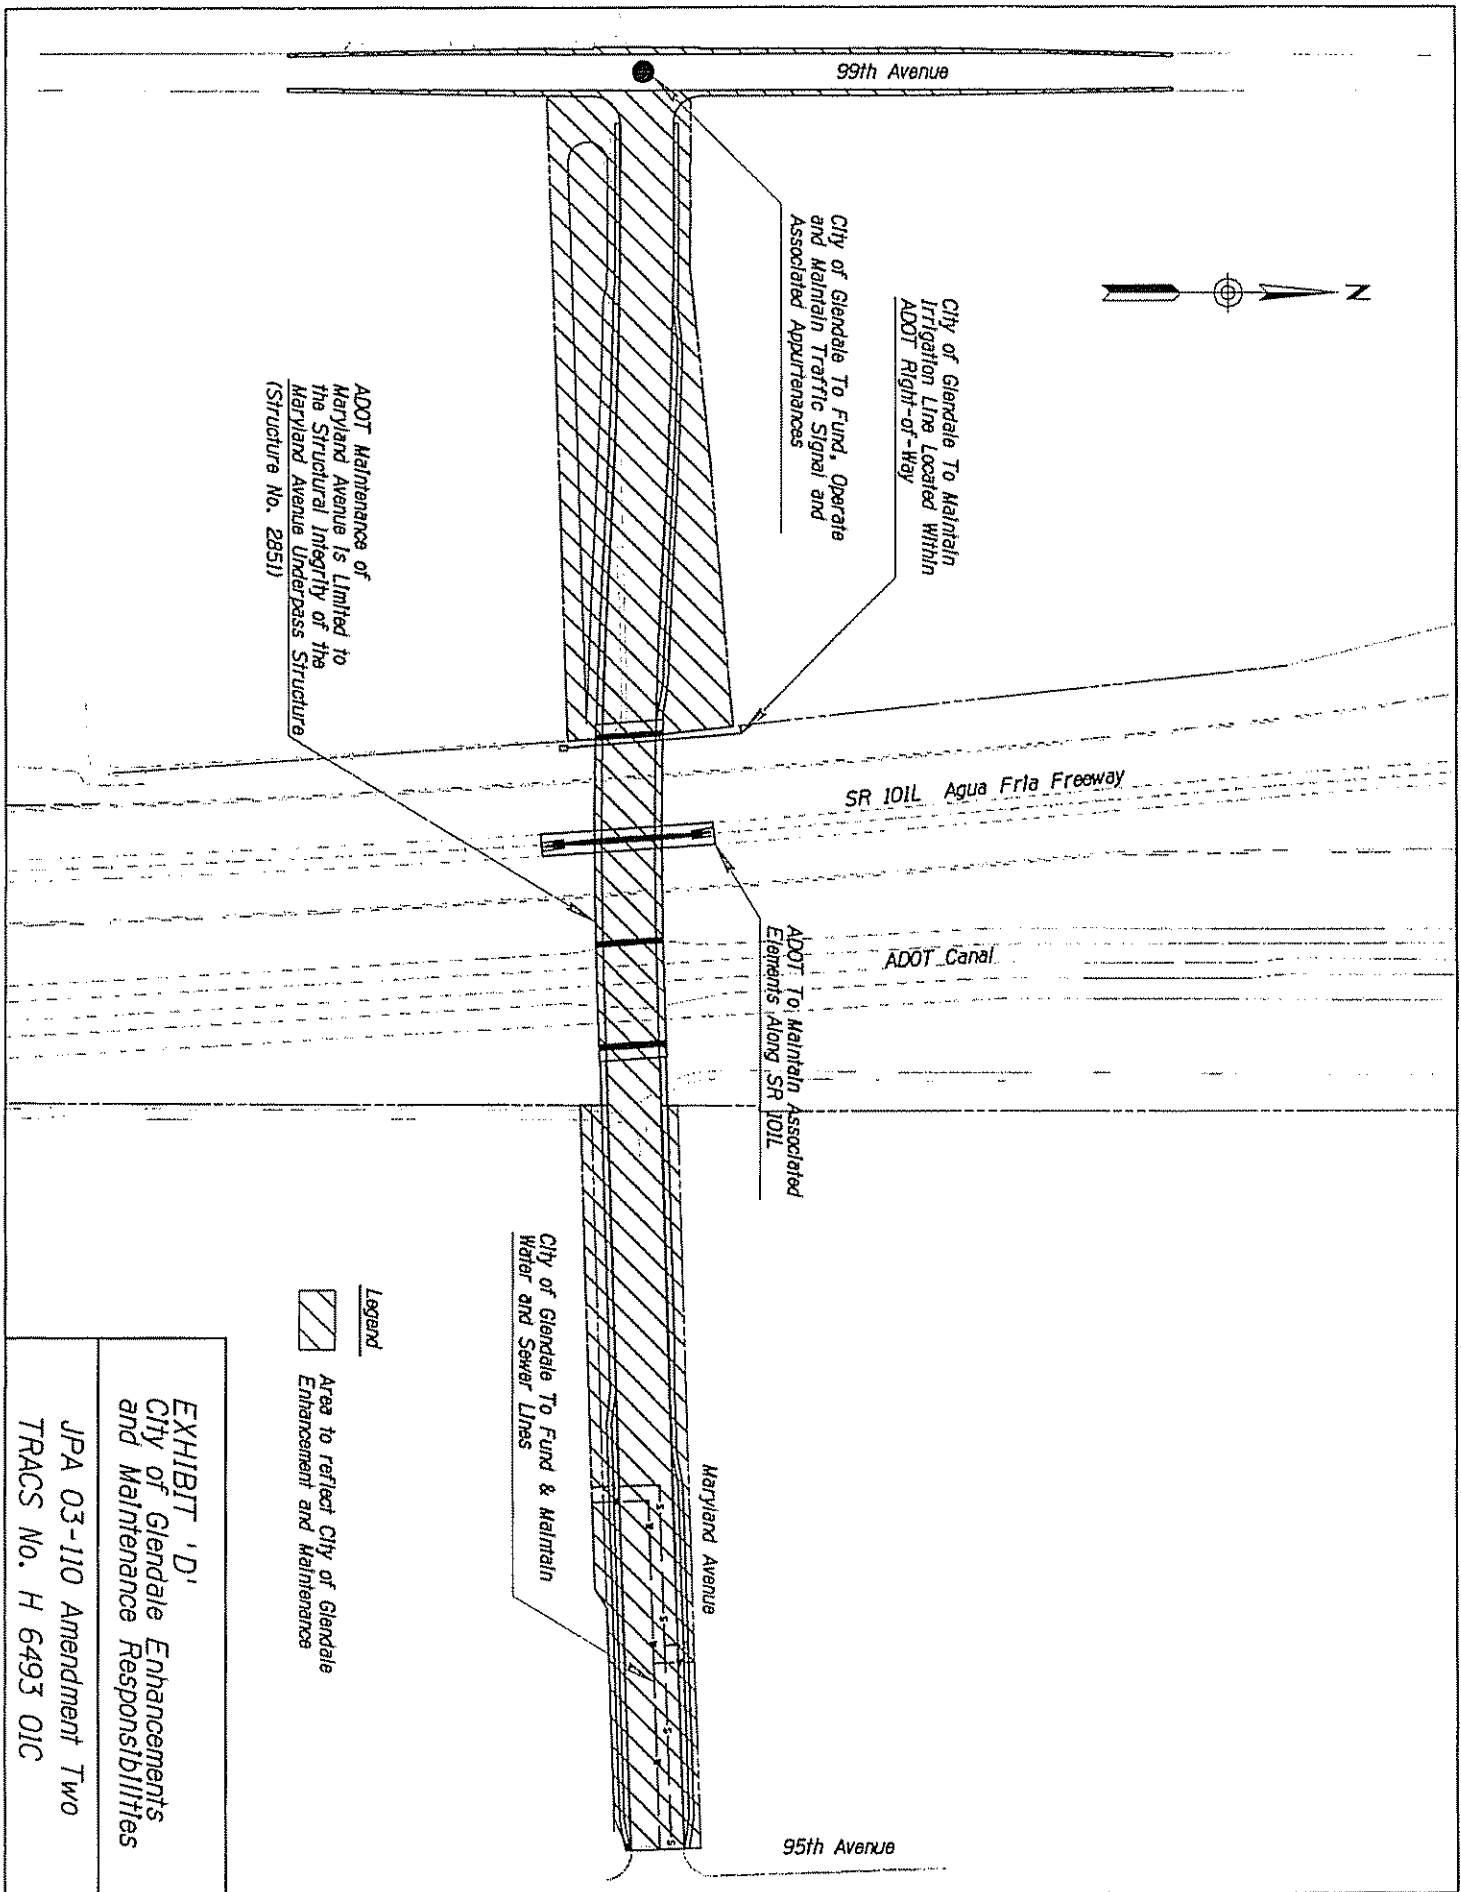 99th Avenue
N
City of Glendale To Maintain
Irrigation Line Located Within
ADOT Right-of-Way
City of Glendale To Fund, Operate
and Maintain Traffic Signal and
Associated Appurtenances
ADOT Maintenance of
Maryland Avenue Is Limited to
the Structural Integrity of the
Maryland Avenue Underpass Structure
(Structure No. 2851)
SR 101L Agua Fria Freeway
ADOT Canal
ADOT To Maintain Associated
Elements Along SR 101L
City of Glendale To Fund & Maintain
Water and Sewer Lines
Maryland Avenue
S
S
S
S
95th Avenue
Legend
Area to reflect City of Glendale
Enhancement and Maintenance
EXHIBIT 'D'
City of Glendale Enhancements
and Maintenance Responsibilities
JPA 03-110 Amendment Two
TRACS No. H 6493 01C